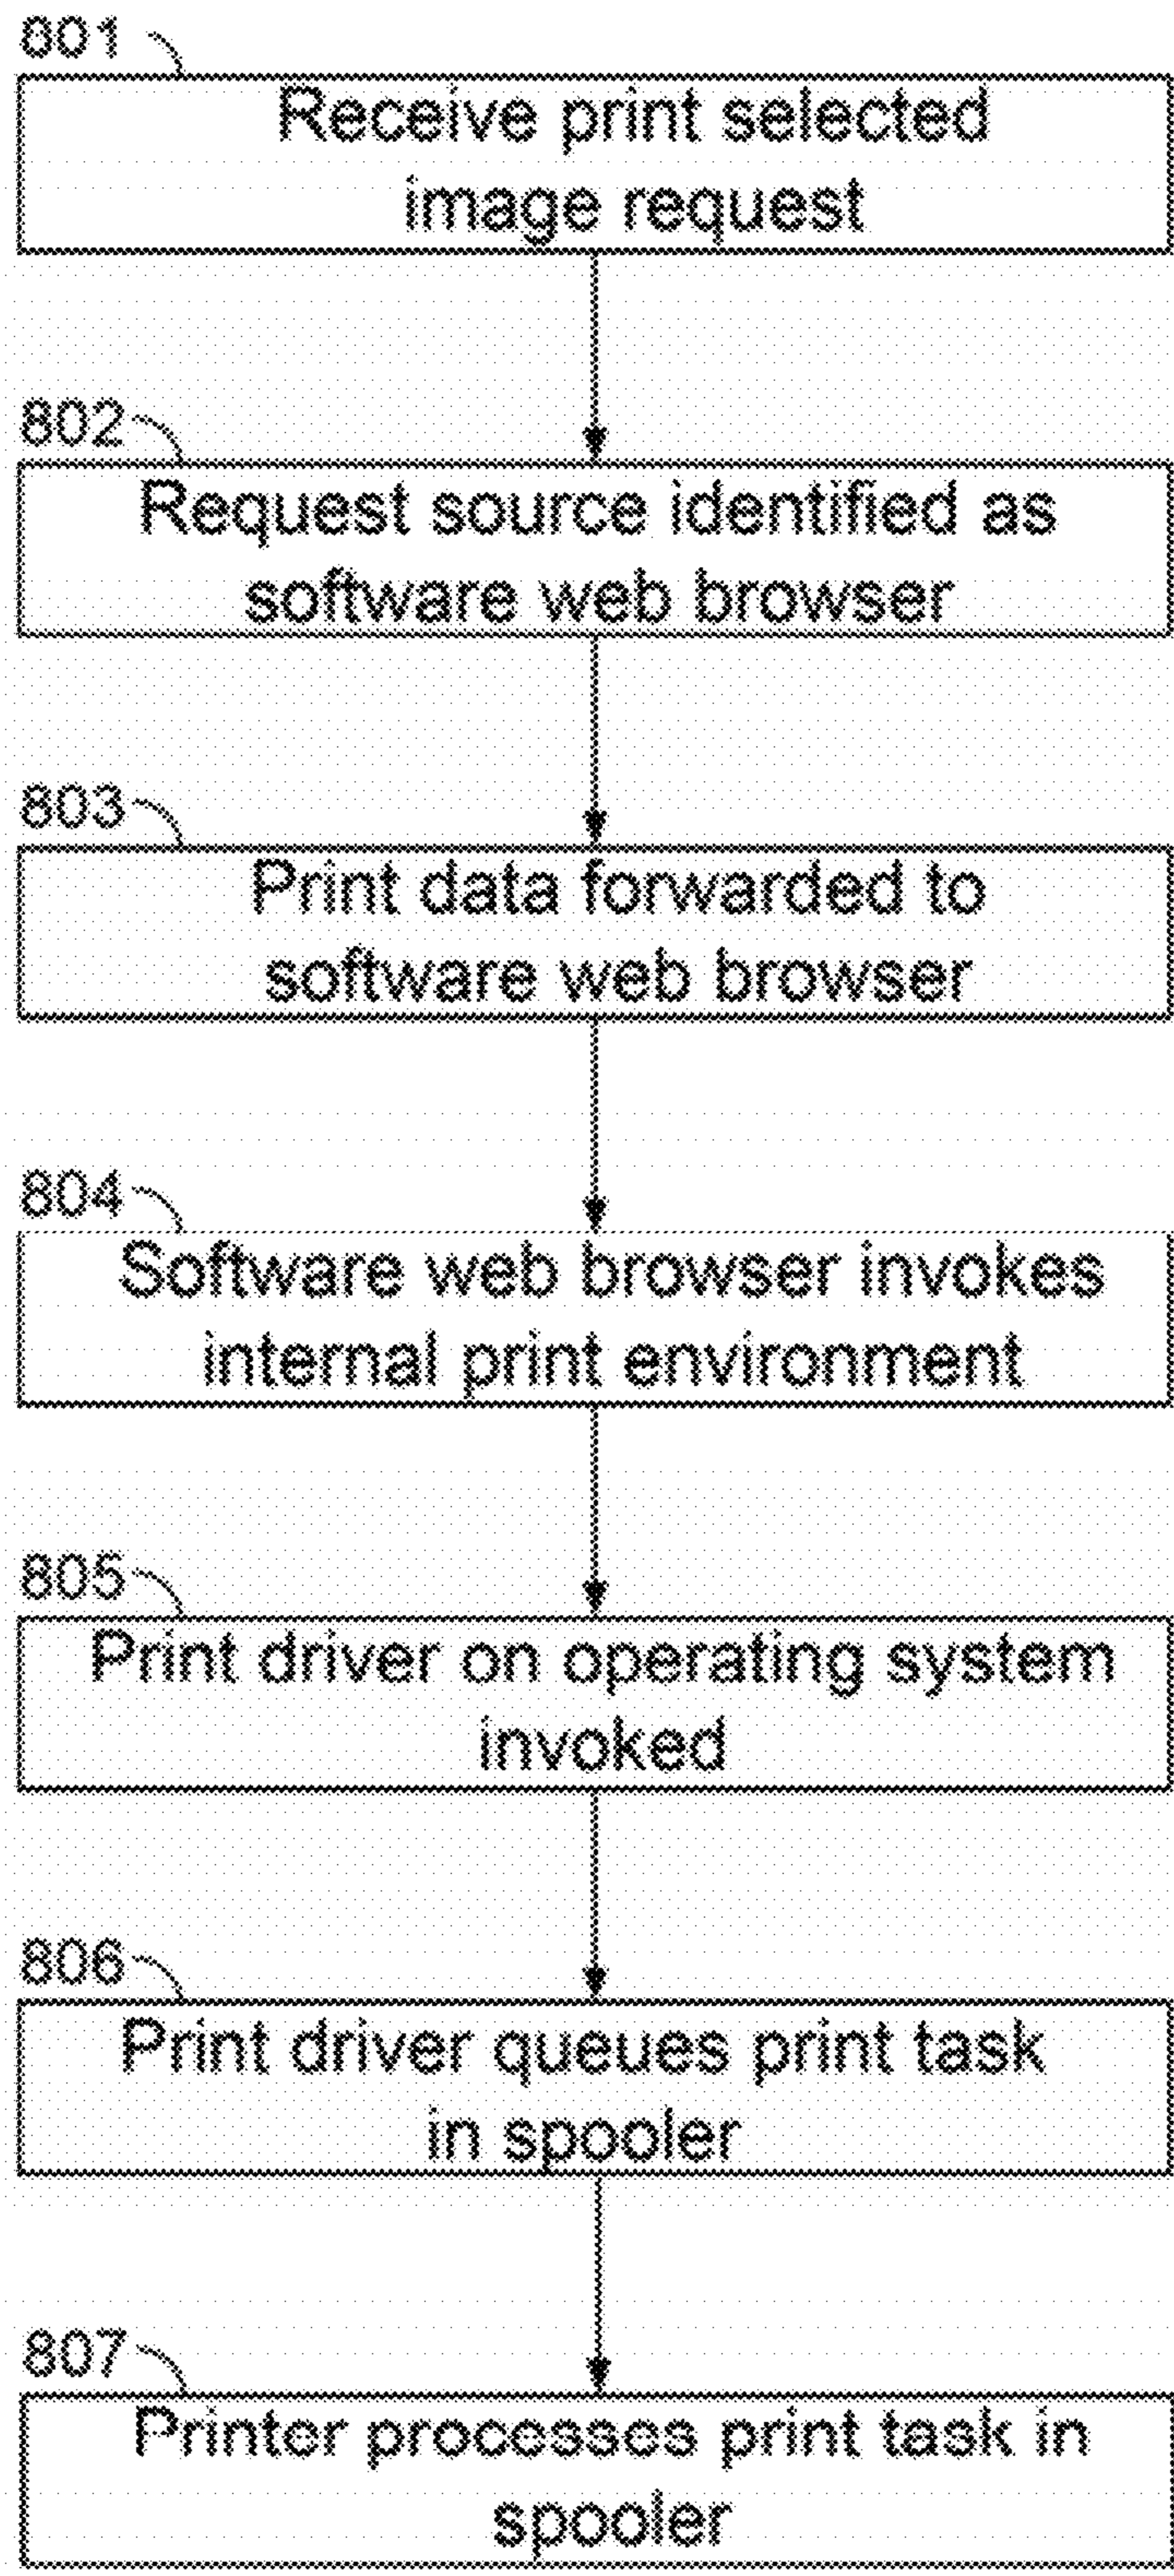 801
Receive print selected
image request
802
Request source identified as
software web browser
803
Print data forwarded to
software web browser
804
Software web browser invokes
internal print environment
805
Print driver on operating system
invoked
806
Print driver queues print task
in spooler
807
Printer processes print task in
spooler